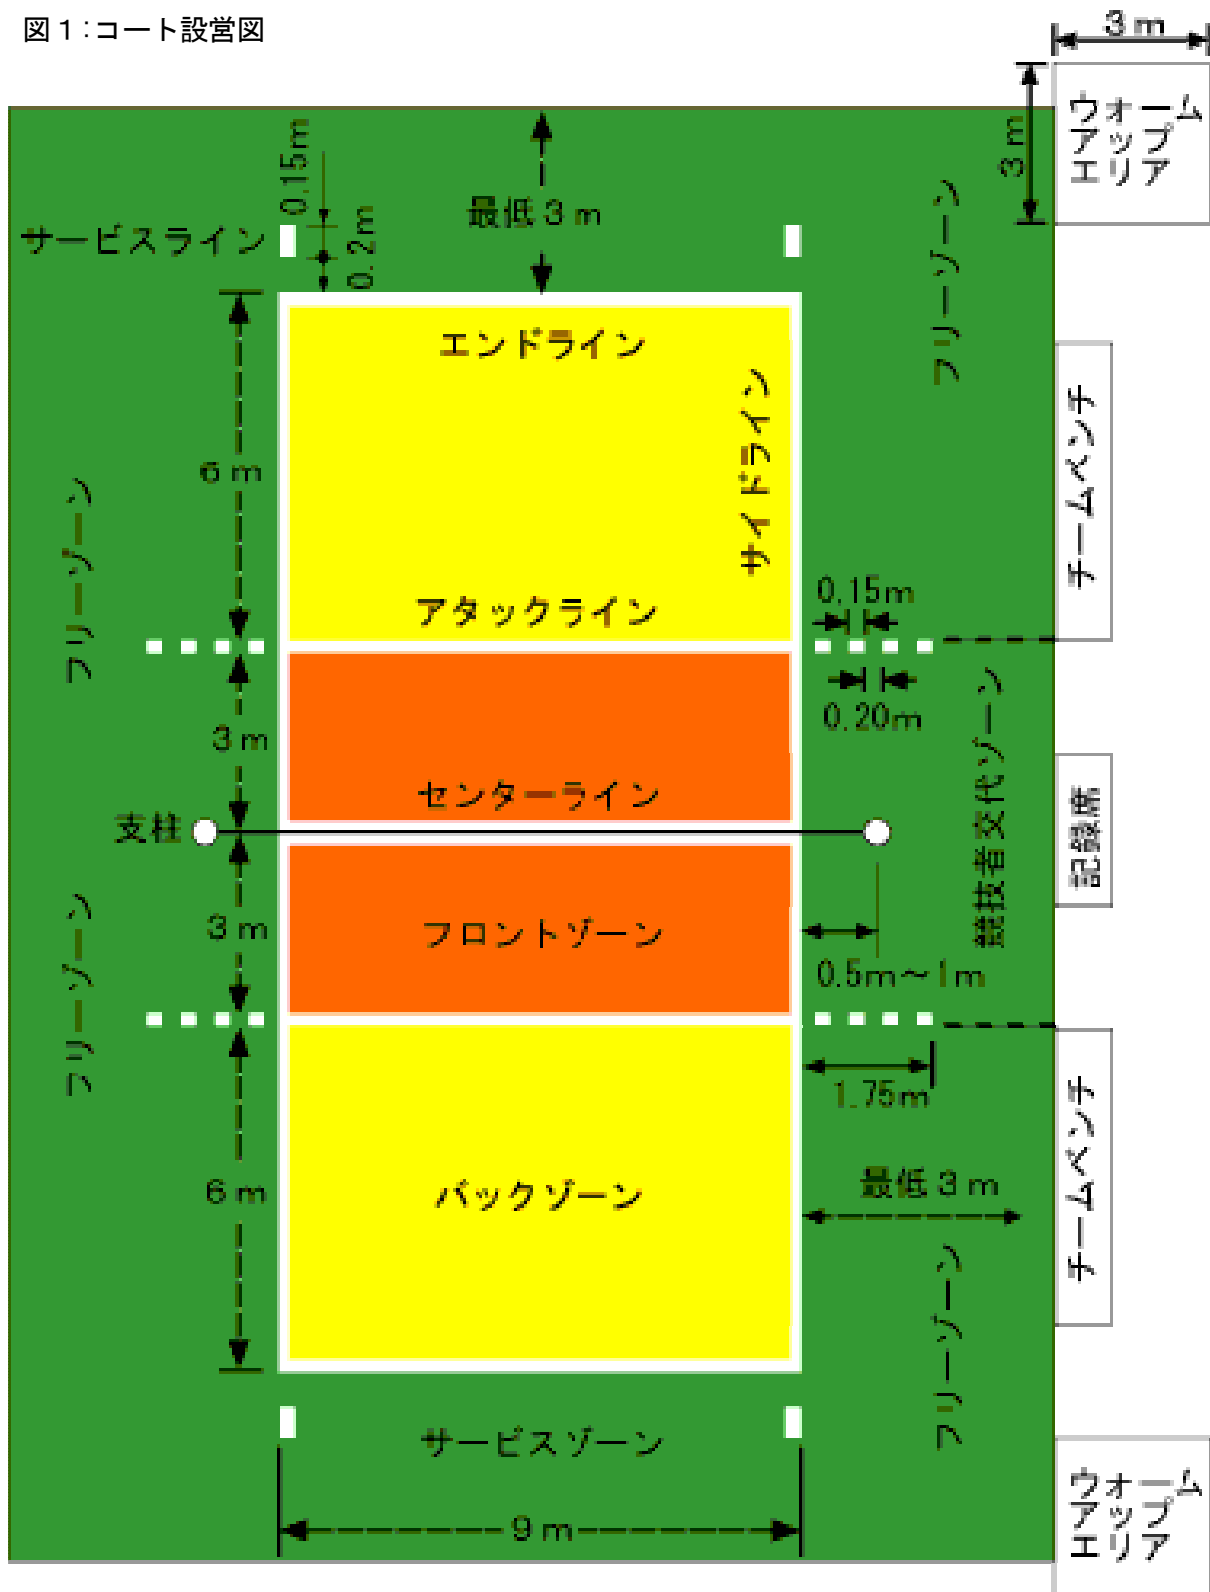 図1:コート設営図
3m
ウォーム
アップ
エリア
3m
0.15m
最低3m
サービスライン
0.2m
フリーゾーン
エンドライン
サイドライン
チームベンチ
6m
フリーゾーン
アタックライン
0.15m
0.20m
3m
センターライン
支柱
競技者交代ゾーン
記録席
3m
フロントゾーン
フリーゾーン
0.5m～1m
1.75m
チームベンチ
6m
バックゾーン
最低3m
フリーゾーン
サービスゾーン
9m
ウォーム
アップ
エリア